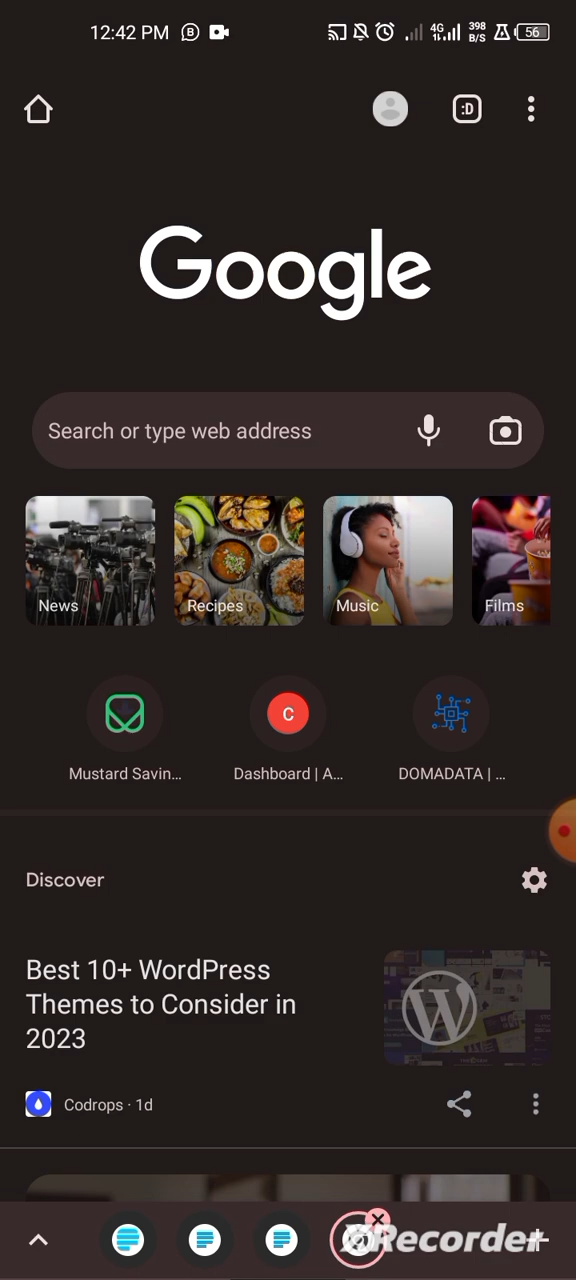 12:42 PM
4G
398
B/S
56
:D
Google
Search or type web address
News
Recipes
Music
Films
Mustard Savin...
C
Dashboard | A...
DOMADATA | ...
Discover
Best 10+ WordPress
Themes to Consider in
2023
Codrops · 1d
XRecorder